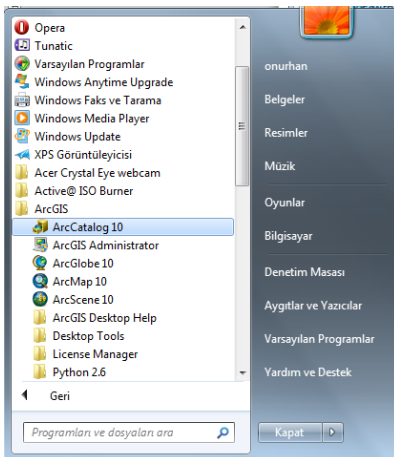 Opera
Tunatic
Varsayılan Programlar
Windows Anytime Upgrade
Windows Faks ve Tarama
Windows Media Player
Windows Update
XPS Görüntüleyicisi
Acer Crystal Eye webcam
Active@ ISO Burner
ArcGIS
ArcCatalog 10
ArcGIS Administrator
ArcGlobe 10
ArcMap 10
ArcScene 10
ArcGIS Desktop Help
Desktop Tools
License Manager
Python 2.6
Geri
Programları ve dosyaları ara
onurhan
Belgeler
Resimler
Müzik
Oyunlar
Bilgisayar
Denetim Masası
Aygıtlar ve Yazıcılar
Varsayılan Programlar
Yardım ve Destek
Kapat